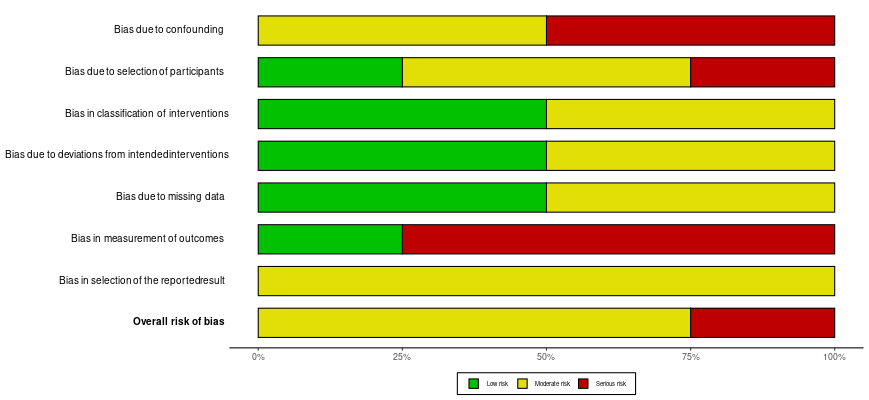 Bias due to confounding
Bias due to selection of participants
Bias in classification of interventions
Bias due to deviations from intendedinterventions
Bias due to missing data
Bias in measurement of outcomes
Bias in selection of the reportedresult
Overall risk of bias
0% 25% 50% 75% 100%
Low risk Moderate risk Serious risk